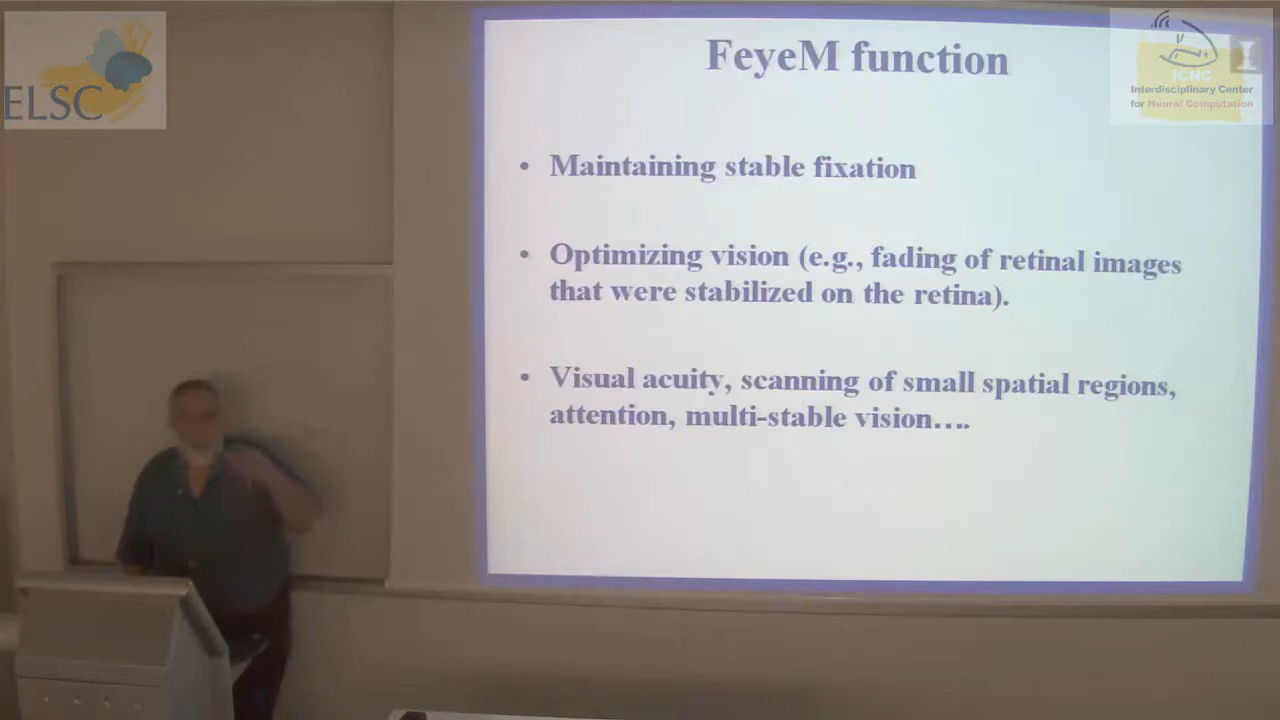 ELSC
FeyeM function
ICNC
Interdisciplinary Center
for Neural Computation
• Maintaining stable fixation
• Optimizing vision (e.g., fading of retinal images
that were stabilized on the retina).
• Visual acuity, scanning of small spatial regions,
attention, multi-stable vision….